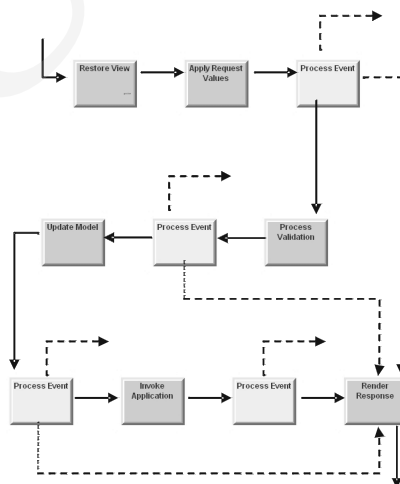 Restore View
Apply Request
Values
Process Event
Update Model
Process Event
Process
Validation
Process Event
Invoke
Application
Process Event
Render
Response